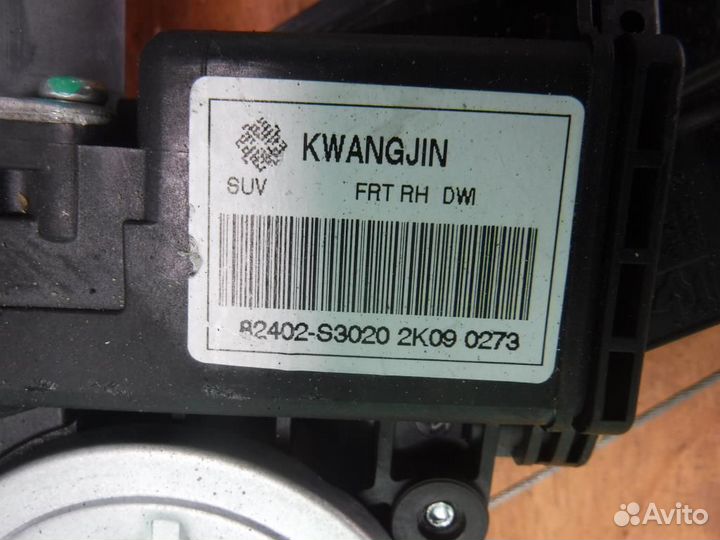 KWANGJIN
SUV FRT RH DWI
82402-S3020 2K09 0273
Avito